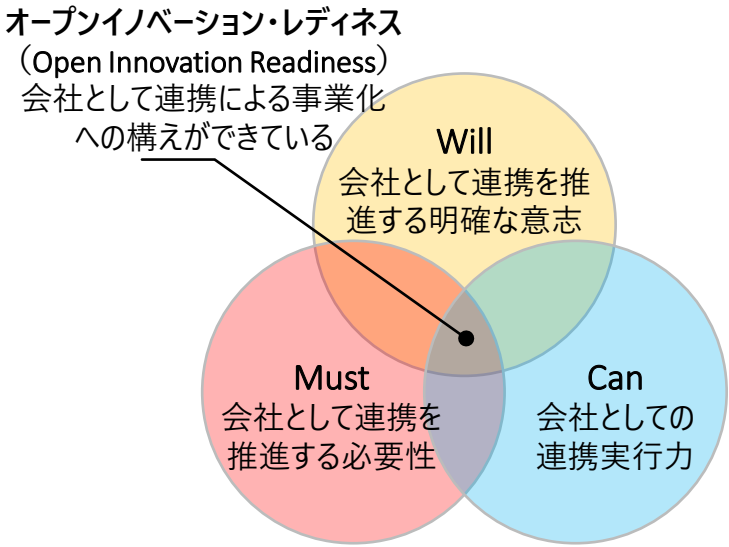 オープンイノベーション・レディネス
（Open Innovation Readiness）
会社として連携による事業化
への構えができている
Will
会社として連携を推
進する明確な意志
Must
会社として連携を
推進する必要性
Can
会社としての
連携実行力